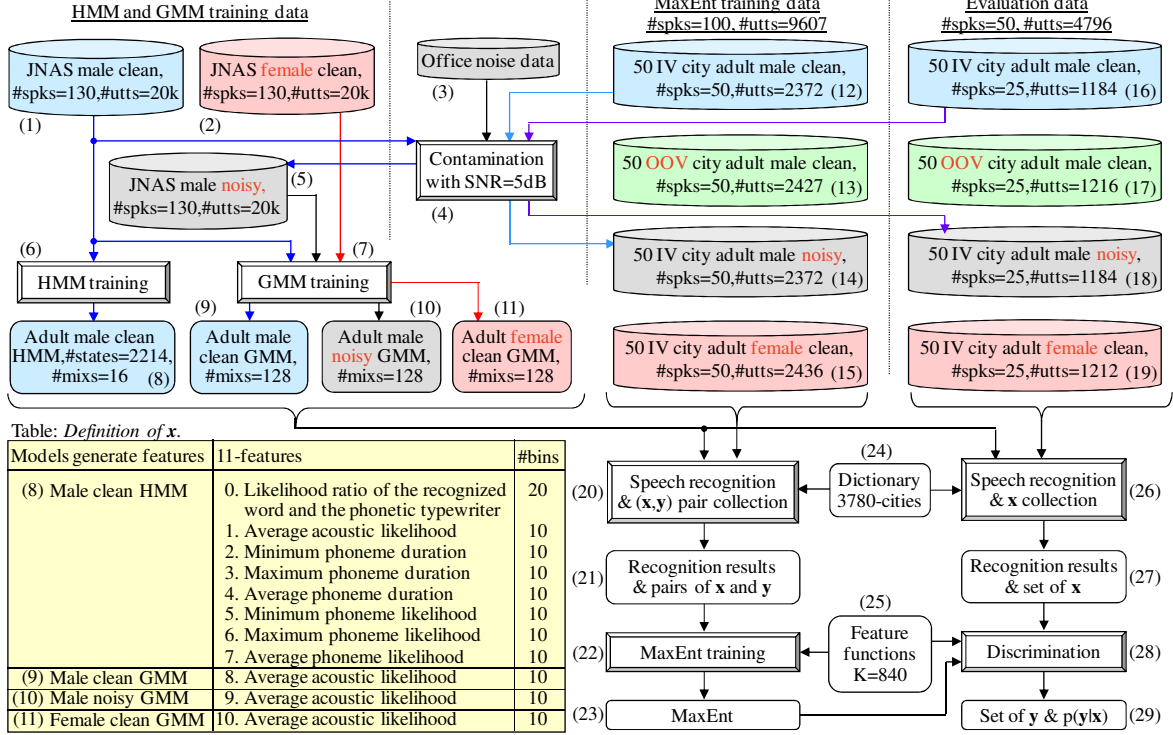 HMM and GMM training data
MaxEnt training data
#spks=100, #utts=9607
Evaluation data
#spks=50, #utts=4796
JNAS male clean,
#spks=130,#utts=20k
(1)
JNAS female clean,
#spks=130,#utts=20k
(2)
Office noise data
(3)
50 IV city adult male clean,
#spks=50,#utts=2372 (12)
50 IV city adult male clean,
#spks=25,#utts=1184 (16)
Contamination
with SNR=5dB
(4)
JNAS male noisy,
#spks=130,#utts=20k
(5)
50 OOV city adult male clean,
#spks=50,#utts=2427 (13)
50 OOV city adult male clean,
#spks=25,#utts=1216 (17)
(6)
HMM training
(7)
GMM training
50 IV city adult male noisy,
#spks=50,#utts=2372 (14)
50 IV city adult male noisy,
#spks=25,#utts=1184 (18)
Adult male clean
HMM,#states=2214,
#mixs=16 (8)
(9)
Adult male
clean GMM,
#mixs=128
(10)
Adult male
noisy GMM,
#mixs=128
(11)
Adult female
clean GMM,
#mixs=128
50 IV city adult female clean,
#spks=50,#utts=2436 (15)
50 IV city adult female clean,
#spks=25,#utts=1212 (19)
Table: Definition of x.
Models generate features 11-features #bins
(8) Male clean HMM 0. Likelihood ratio of the recognized 20
word and the phonetic typewriter
1. Average acoustic likelihood 10
2. Minimum phoneme duration 10
3. Maximum phoneme duration 10
4. Average phoneme duration 10
5. Minimum phoneme likelihood 10
6. Maximum phoneme likelihood 10
7. Average phoneme likelihood 10
(9) Male clean GMM 8. Average acoustic likelihood 10
(10) Male noisy GMM 9. Average acoustic likelihood 10
(11) Female clean GMM 10. Average acoustic likelihood 10
(20)
Speech recognition
& (x,y) pair collection
(24)
Dictionary
3780-cities
Speech recognition
& x collection
(26)
(21)
Recognition results
& pairs of x and y
Recognition results
& set of x
(27)
(22)
MaxEnt training
(25)
Feature
functions
K=840
Discrimination
(28)
(23)
MaxEnt
Set of y & p(y|x)
(29)